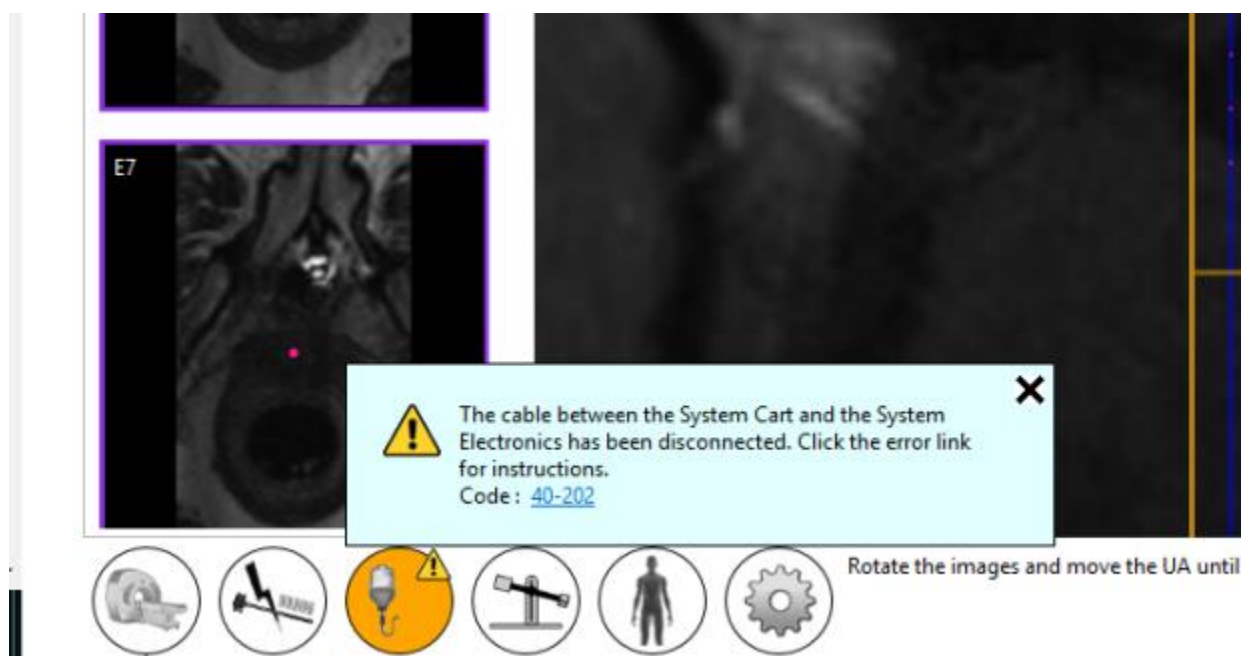 E7
The cable between the System Cart and the System
Electronics has been disconnected. Click the error link
for instructions.
Code : 40-202
Rotate the images and move the UA until